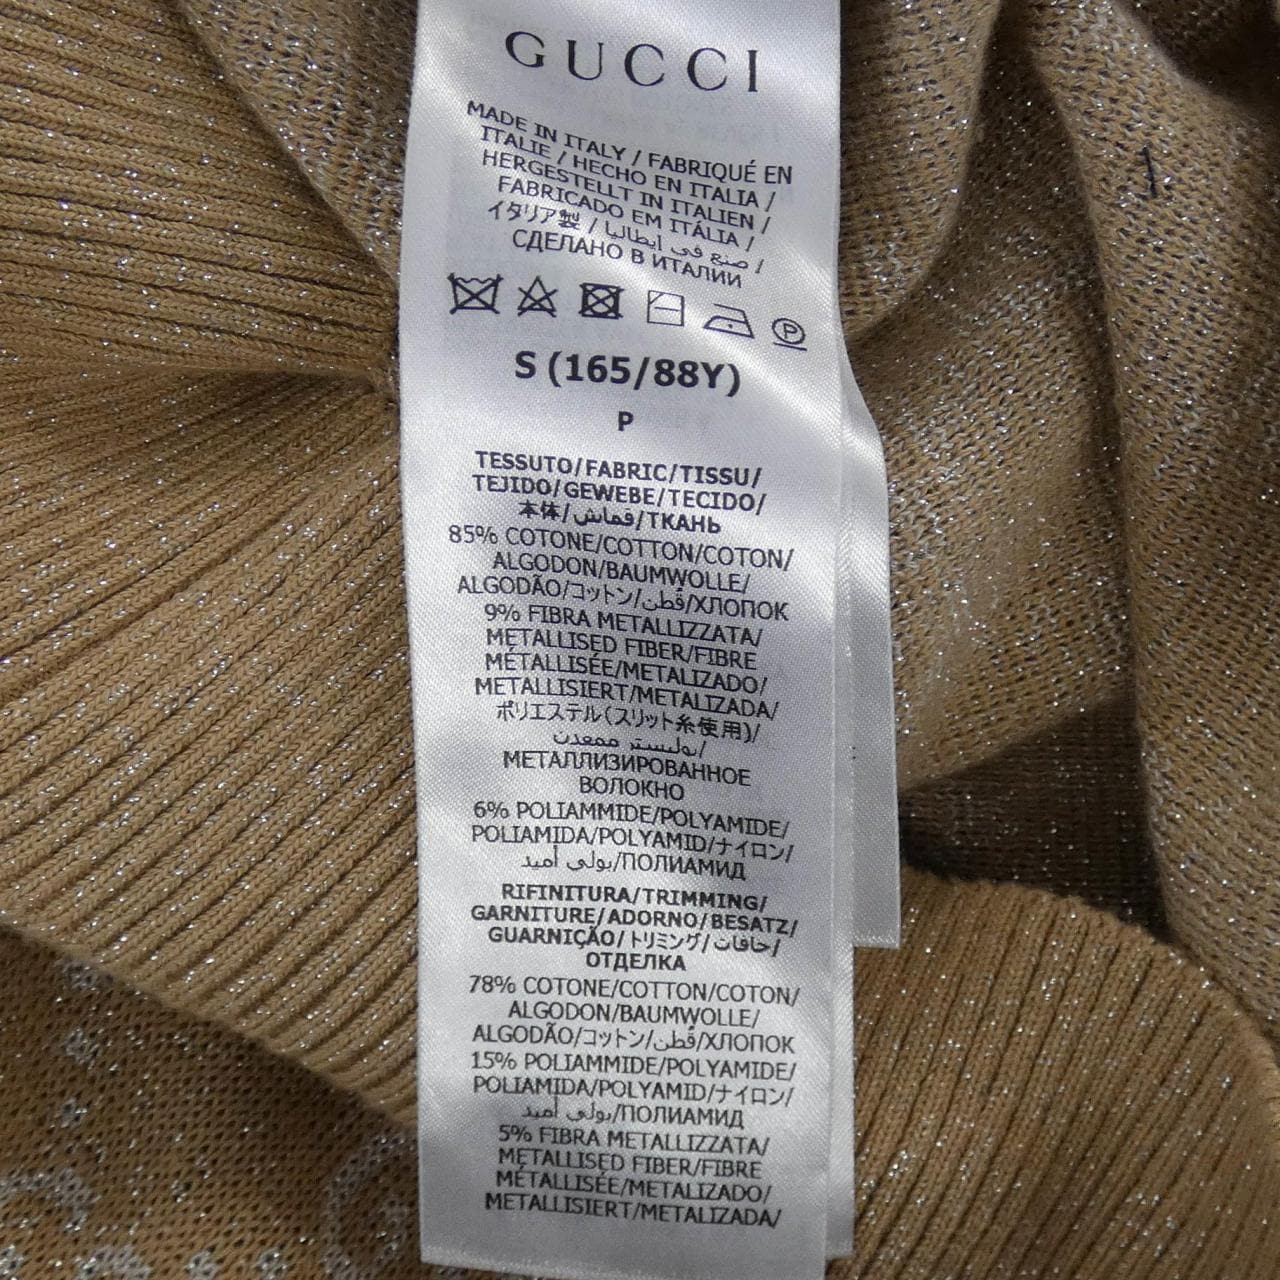 GUCCI
MADE IN ITALY / FABRIQUÉ EN
ITALIE / HECHO EN ITALIA /
HERGESTELLT IN ITALIEN /
FABRICADO EM ITÁLIA /
イタリア製 / صنع في إيطاليا /
СДЕЛАНО В ИТАЛИИ
P
S (165/88Y)
P
TESSUTO/FABRIC/TISSU/
TEJIDO/GEWEBE/TECIDO/
本体/قماش/ТКАНЬ
85% COTONE/COTTON/COTON/
ALGODON/BAUMWOLLE/
ALGODÃO/コットン/قطن/ХЛОПОК
9% FIBRA METALLIZZATA/
METALLISED FIBER/FIBRE
MÉTALLISÉE/METALIZADO/
METALLISIERT/METALIZADA/
ポリエステル(スリット糸使用)/
بوليستر ممعدن/
МЕТАЛЛИЗИРОВАННОЕ
ВОЛОКНО
6% POLIAMMIDE/POLYAMIDE/
POLIAMIDA/POLYAMID/ナイロン/
بولي أميد/ПОЛИАМИД
RIFINITURA/TRIMMING/
GARNITURE/ADORNO/BESATZ/
GUARNIÇÃO/トリミング/حافات/
ОТДЕЛКА
78% COTONE/COTTON/COTON/
ALGODON/BAUMWOLLE/
ALGODÃO/コットン/قطن/ХЛОПОК
15% POLIAMMIDE/POLYAMIDE/
POLIAMIDA/POLYAMID/ナイロン/
بولي أميد/ПОЛИАМИД
5% FIBRA METALLIZZATA/
METALLISED FIBER/FIBRE
MÉTALLISÉE/METALIZADO/
METALLISIERT/METALIZADA/